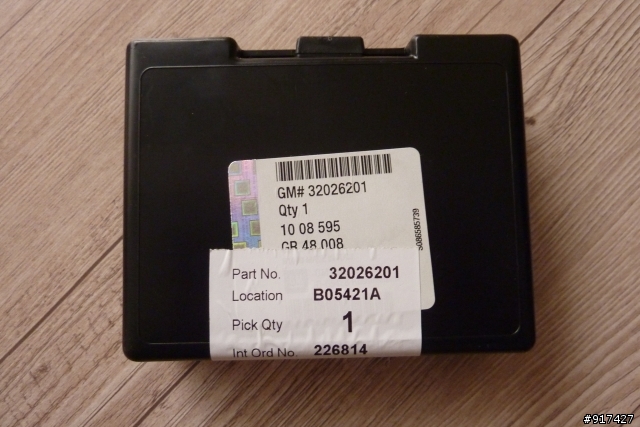 GM# 32026201
Qty 1
10 08 595
GB 48 008
Part No. 32026201
Location B05421A
Pick Qty 1
Int Ord No. 226814
#917427